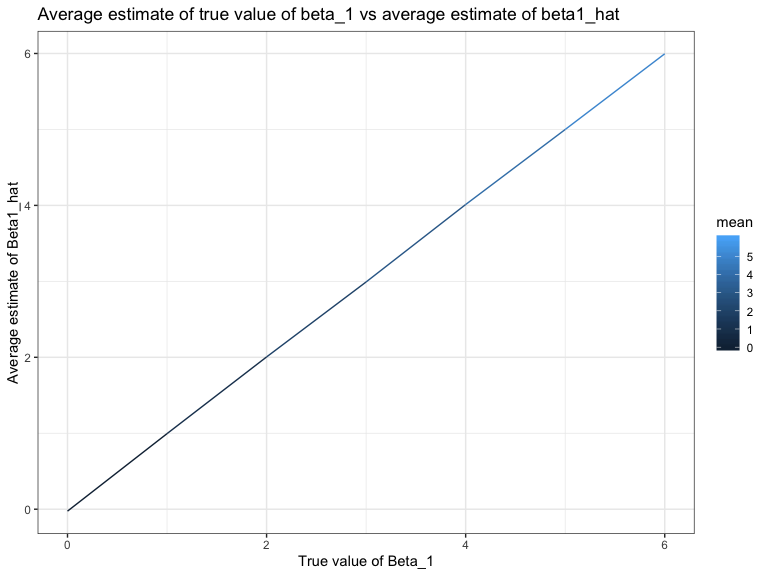 Average estimate of true value of beta_1 vs average estimate of beta1_hat
6
4
2
0
Average estimate of Beta1_hat
0 2 4 6
True value of Beta_1
mean
5
4
3
2
1
0